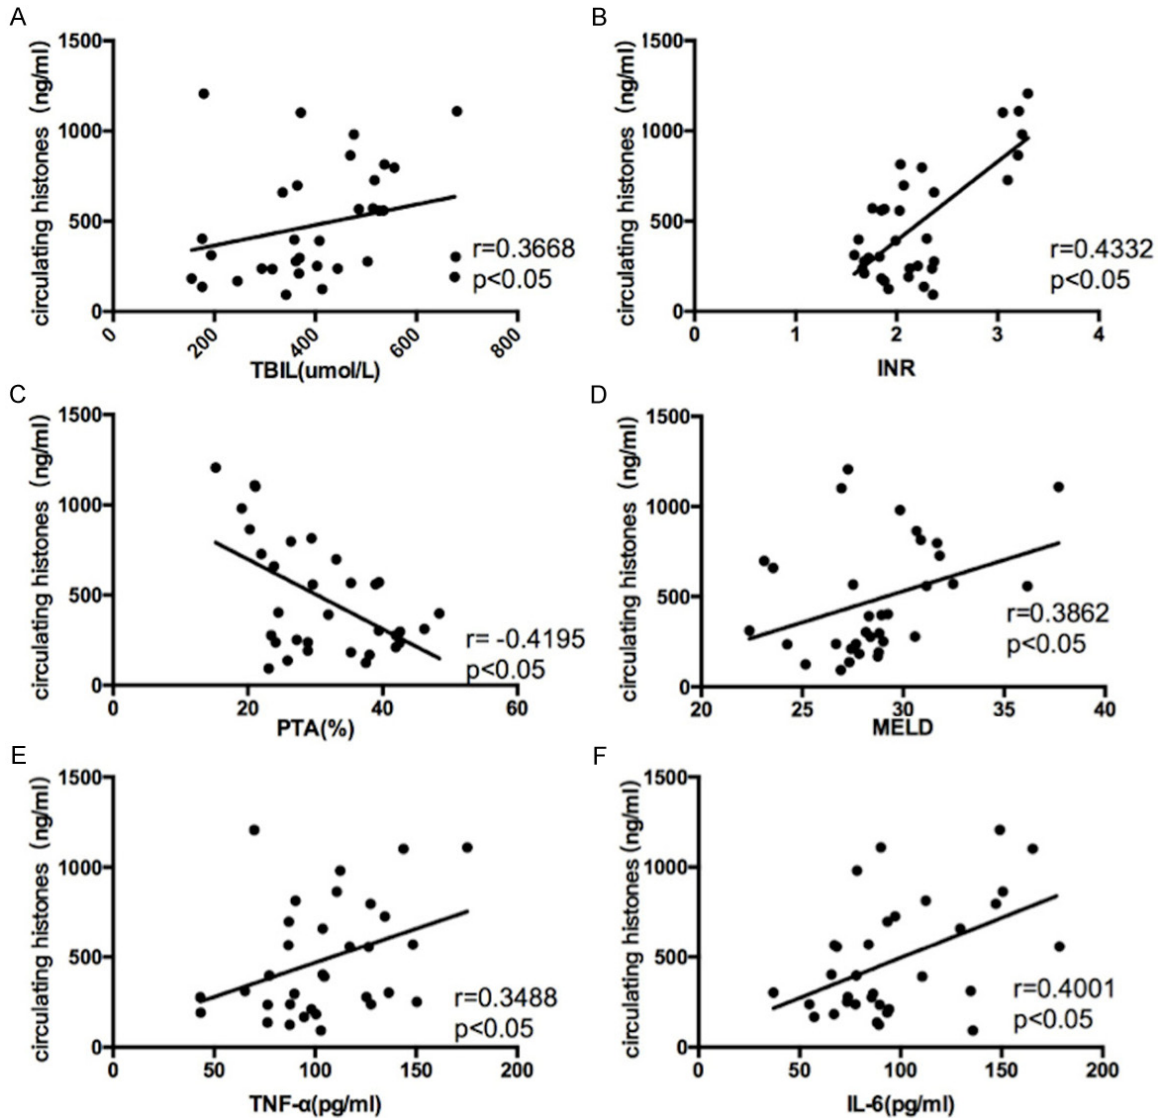 A
circulating histones (ng/ml)
1500
1000
500
0
0
200
400
600
800
TBIL(umol/L)
r=0.3668
p<0.05
B
circulating histones (ng/ml)
1500
1000
500
0
0
1
2
3
4
INR
r=0.4332
p<0.05
C
circulating histones (ng/ml)
1500
1000
500
0
0
20
40
60
PTA(%)
r= -0.4195
p<0.05
D
circulating histones (ng/ml)
1500
1000
500
0
20
25
30
35
40
MELD
r=0.3862
p<0.05
E
circulating histones (ng/ml)
1500
1000
500
0
0
50
100
150
200
TNF-α(pg/ml)
r=0.3488
p<0.05
F
circulating histones (ng/ml)
1500
1000
500
0
0
50
100
150
200
IL-6(pg/ml)
r=0.4001
p<0.05